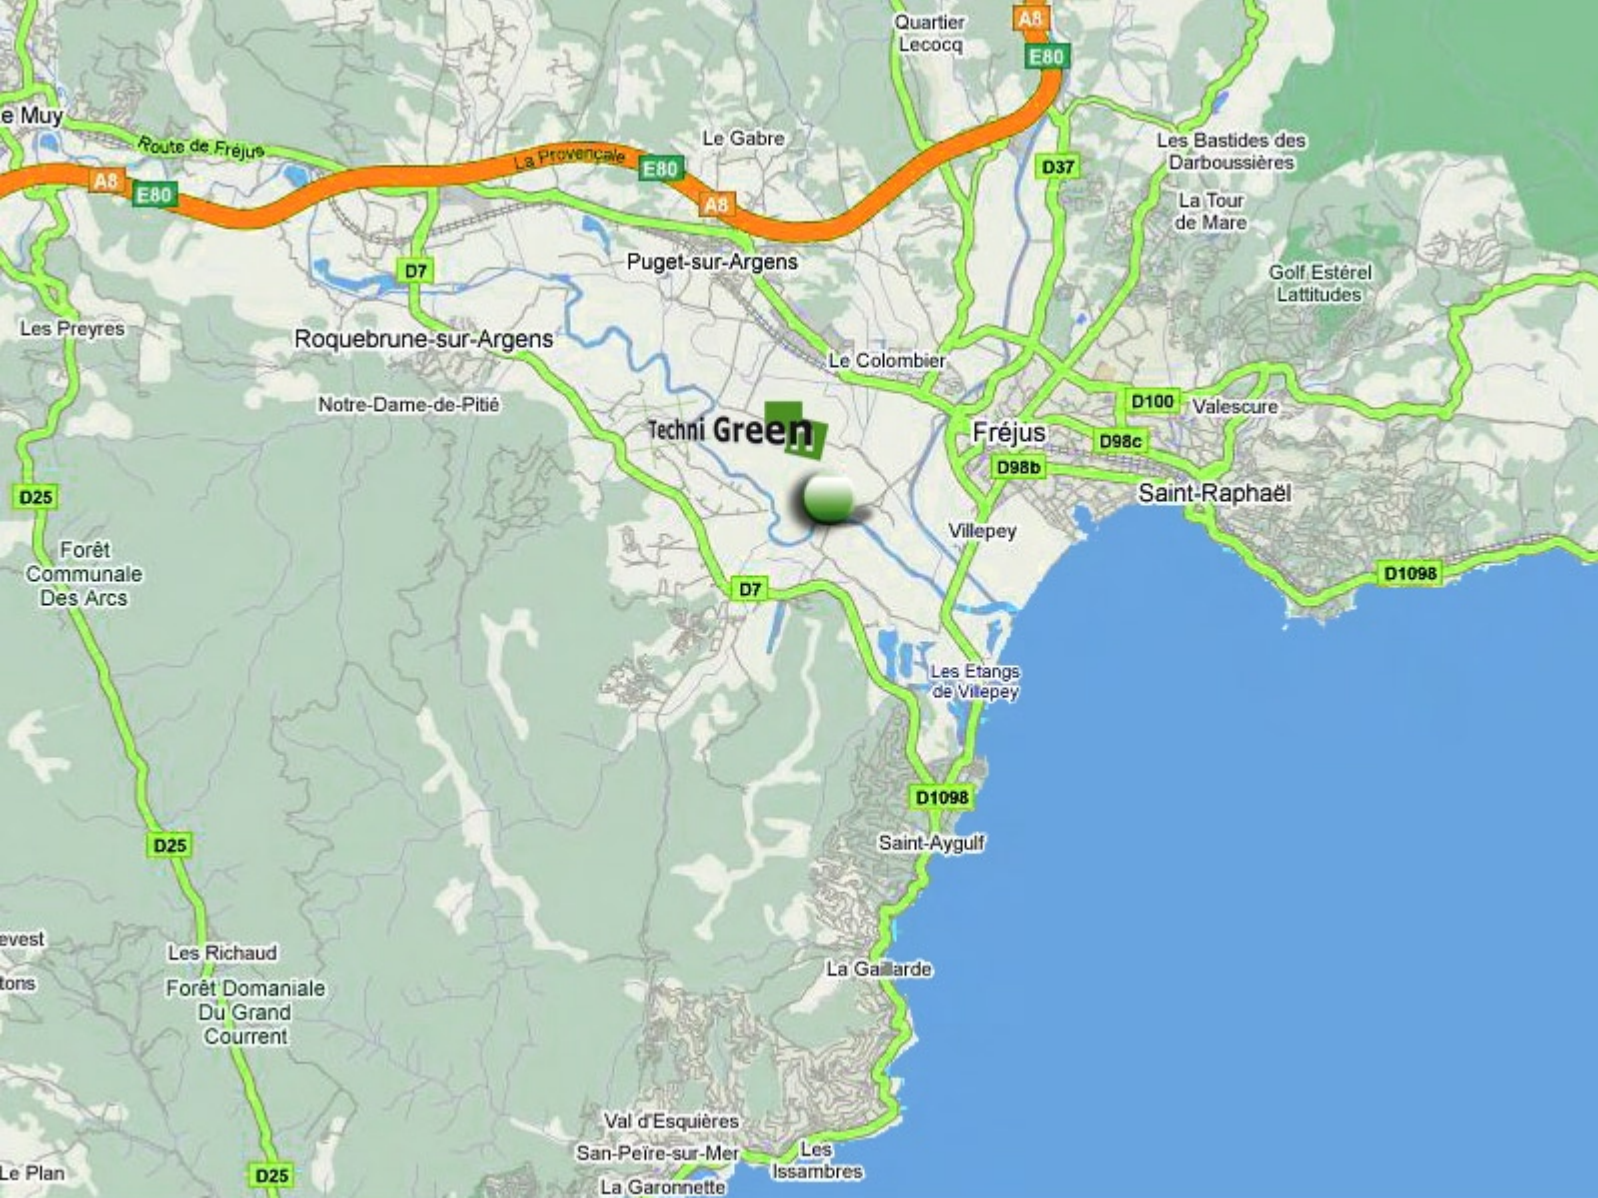 Quartier
Lecocq
A8
E80
e Muy
Route de Fréjus
La Provençale
Le Gabre
Les Bastides des
Darboussières
D37
E80
A8
E80
A8
La Tour
de Mare
Puget-sur-Argens
D7
Golf Estérel
Lattitudes
Les Preyres
Roquebrune-sur-Argens
Le Colombier
Notre-Dame-de-Pitié
D100
Valescure
Techni Green
Fréjus
D98c
D98b
D25
Saint-Raphaël
Villepey
Forêt
Communale
Des Arcs
D1098
D7
Les Etangs
de Villepey
D1098
Saint-Aygulf
D25
evest
Les Richaud
La Ga arde
tons
Forêt Domaniale
Du Grand
Courrent
Val d'Esquières
San-Peïre-sur-Mer
Les
Issambres
Le Plan
D25
La Garonnette